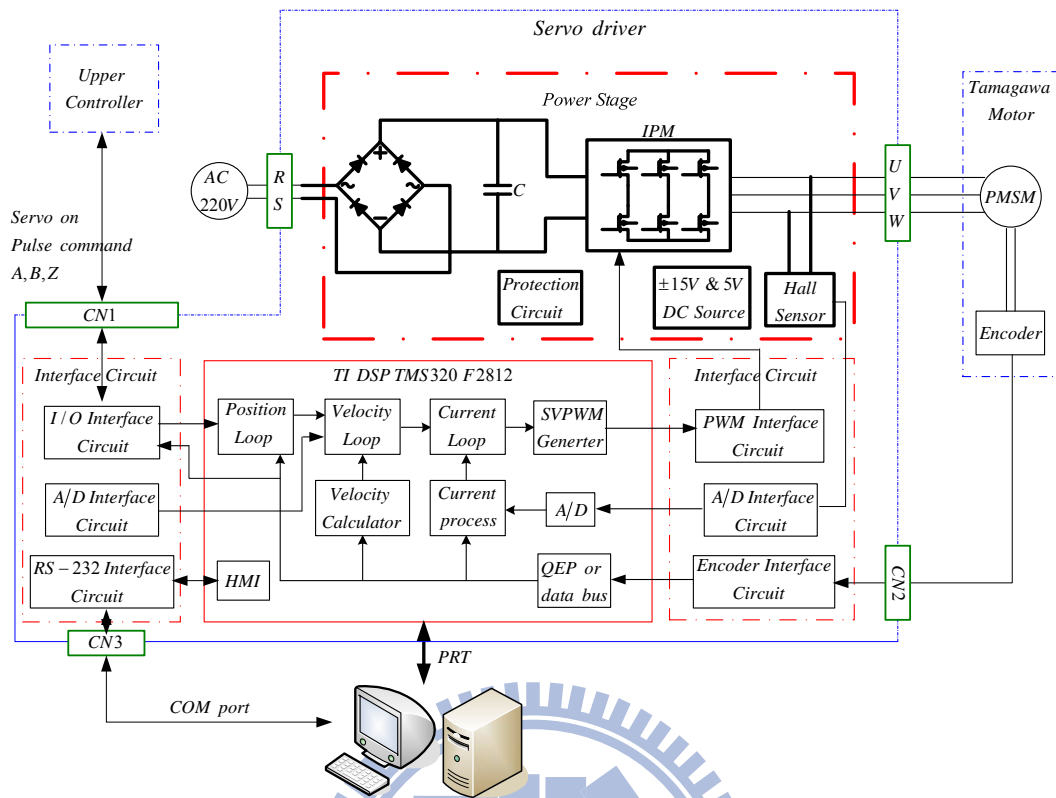 Servo driver
Upper
Controller
Power Stage
Tamagawa
Motor
IPM
AC
220V
R
S
C
U
V
W
PMSM
Servo on
Pulse command
A,B,Z
Protection
Circuit
±15V & 5V
DC Source
Hall
Sensor
CN1
Encoder
Interface Circuit
TI DSP TMS320 F2812
Interface Circuit
I/O Interface
Circuit
Position
Loop
Velocity
Loop
Current
Loop
SVPWM
Generter
PWM Interface
Circuit
A/D Interface
Circuit
Velocity
Calculator
Current
process
A/D
A/D Interface
Circuit
RS-232 Interface
Circuit
HMI
QEP or
data bus
Encoder Interface
Circuit
CN2
CN3
PRT
COM port